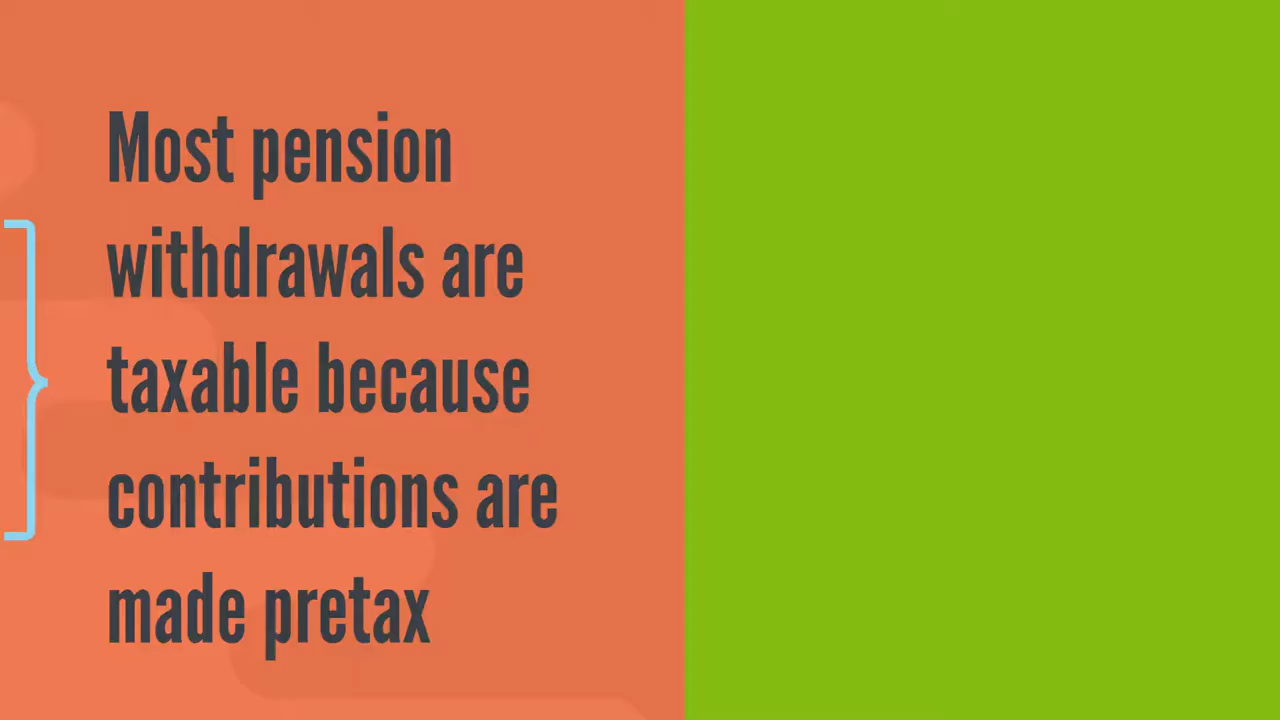 Most pension
withdrawals are
taxable because
contributions are
made pretax